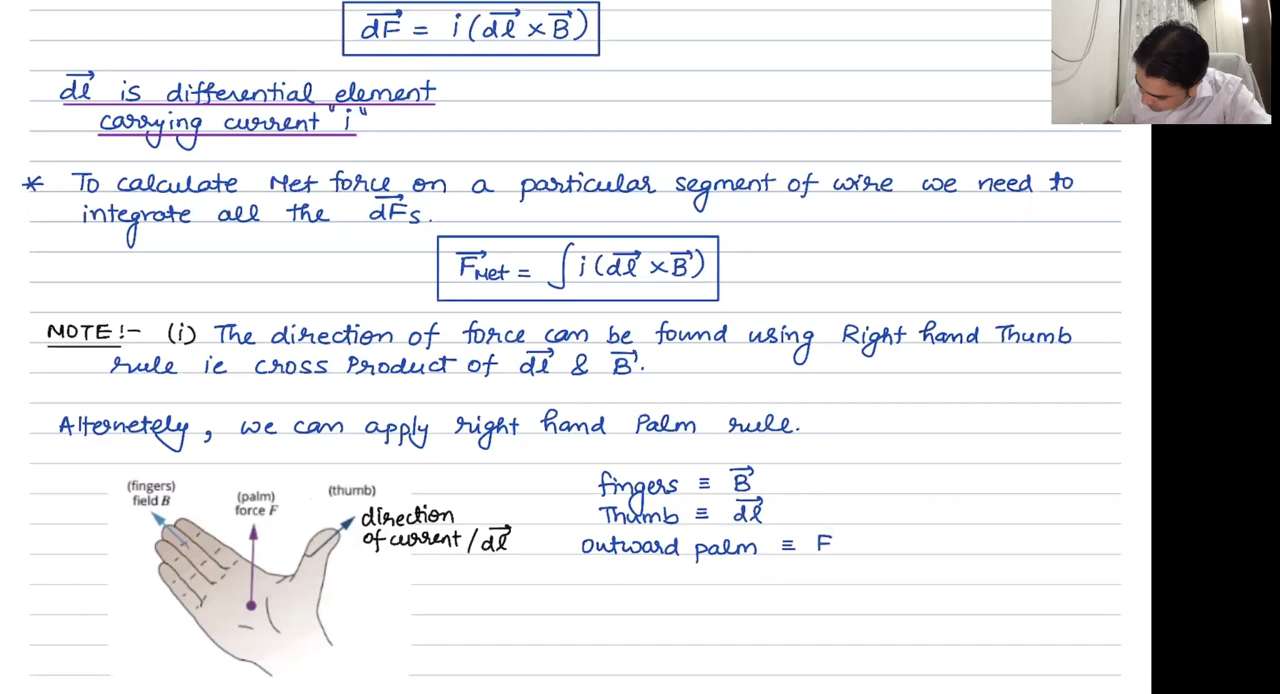 dF⃗ = i (dl⃗ × B⃗)
dl⃗ is differential element
carrying current "i"
* To calculate Net force on a particular segment of wire we need to
integrate all the dF⃗s.
F⃗Net = ∫ i (dl⃗ × B⃗)
NOTE!- (i) The direction of force can be found using Right hand Thumb
rule ie cross Product of dl⃗ & B⃗.
Alternetely, we can apply right hand Palm rule.
(fingers)
field B
(palm)
force F
(thumb)
direction
of current / dl⃗
fingers ≡ B⃗
Thumb ≡ dl⃗
outward palm ≡ F